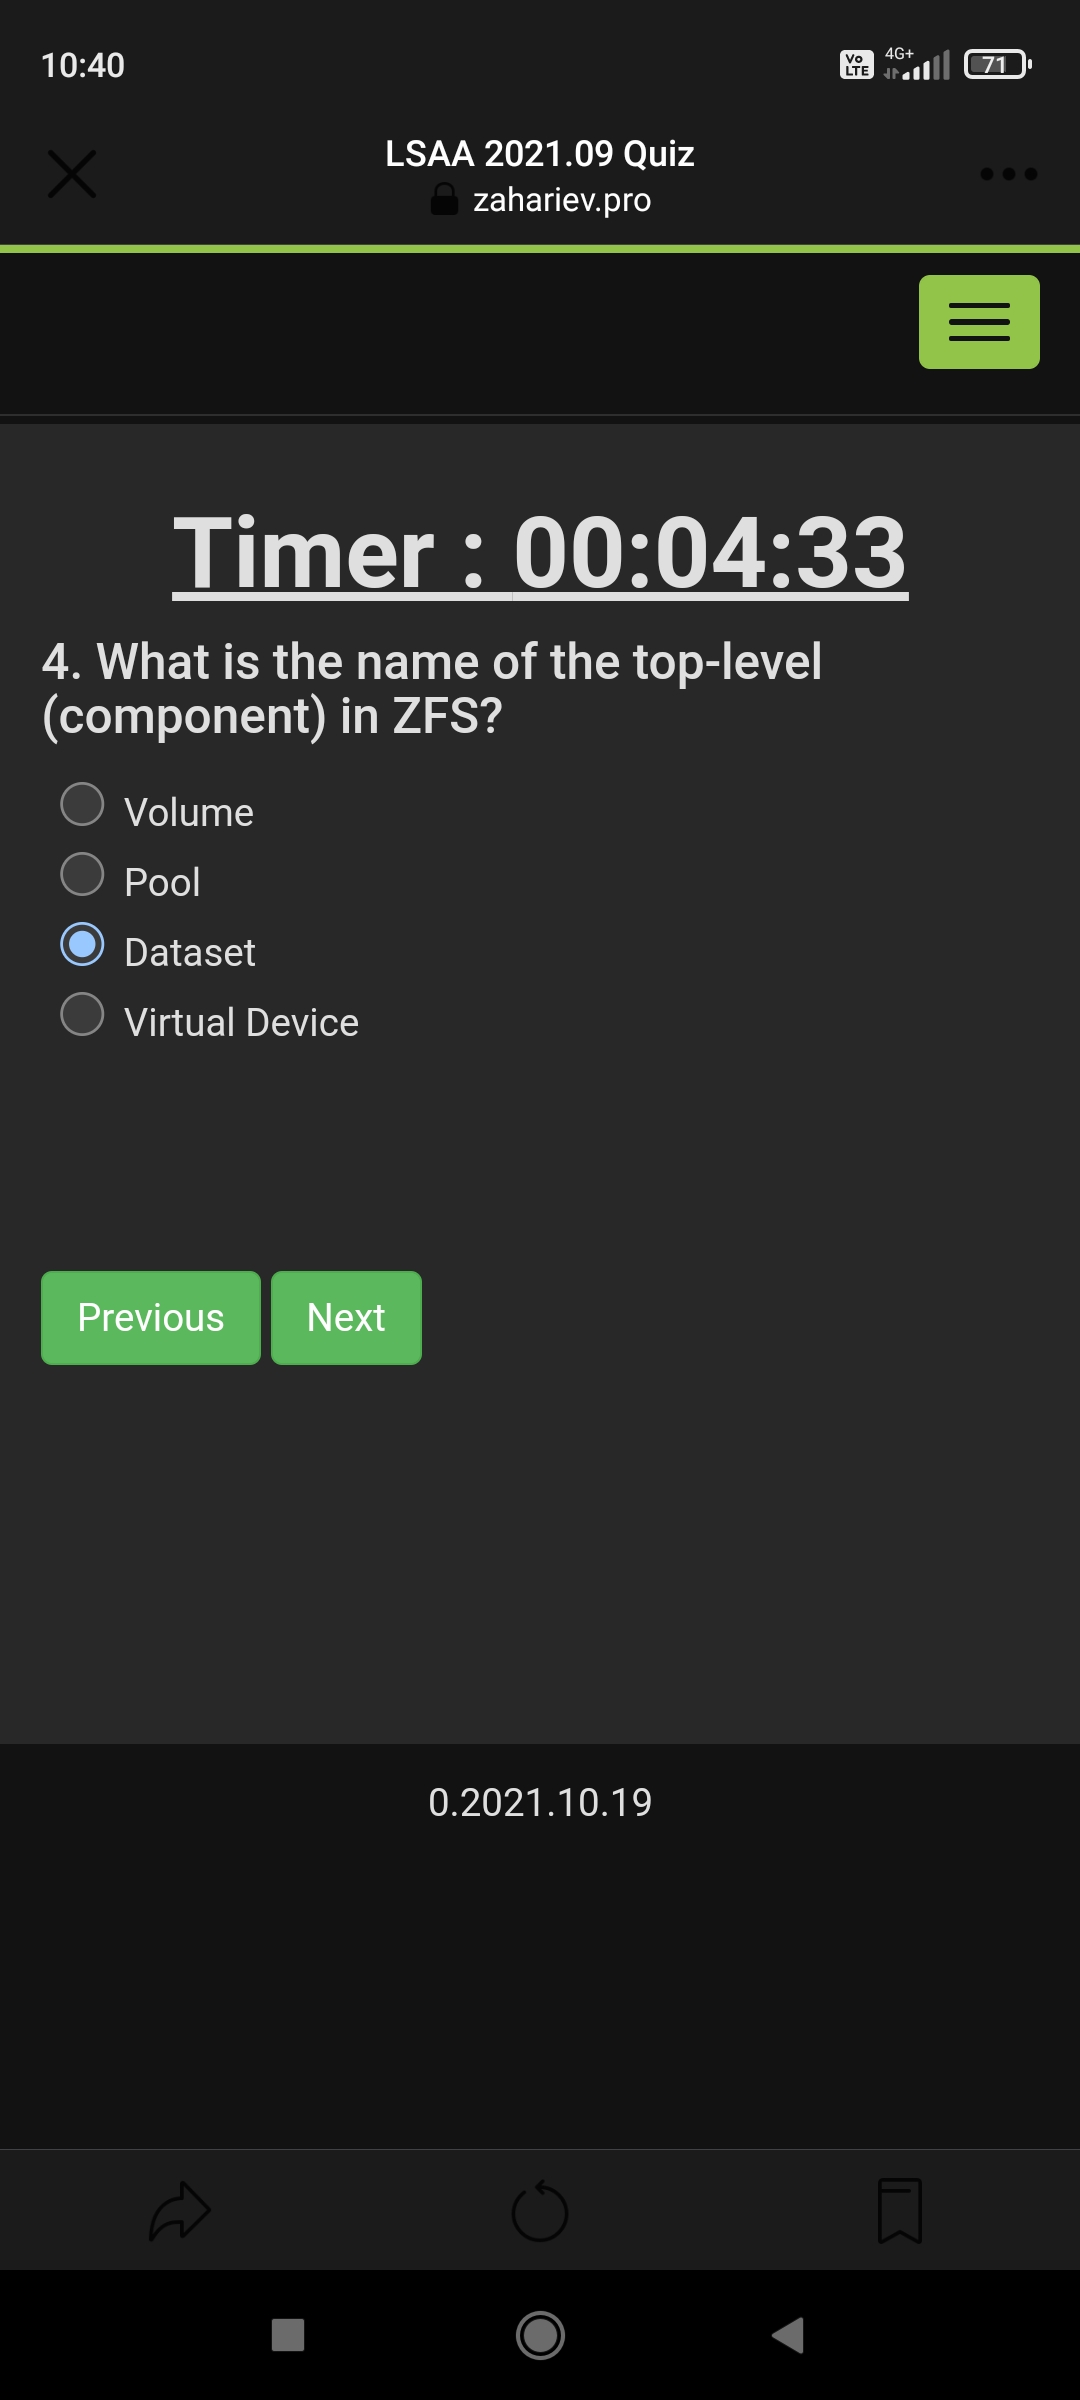 10:40
Vo LTE 4G+ 71
LSAA 2021.09 Quiz
zahariev.pro
Timer : 00:04:33
4. What is the name of the top-level
(component) in ZFS?
Volume
Pool
Dataset
Virtual Device
Previous Next
0.2021.10.19